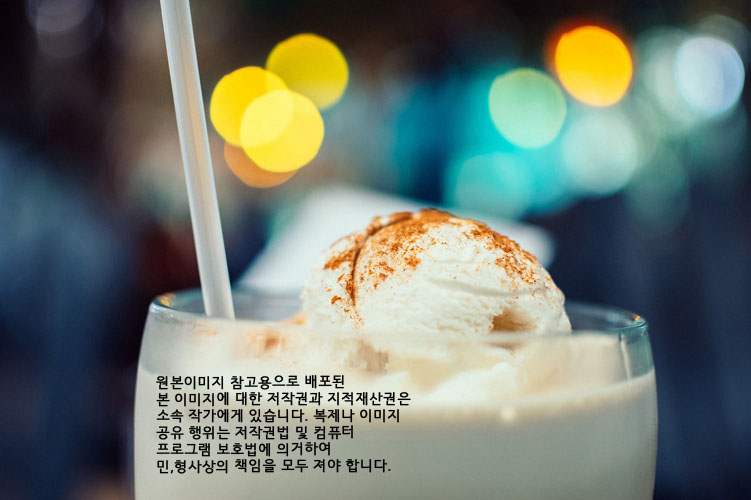 원본이미지 참고용으로 배포된
본 이미지에 대한 저작권과 지적재산권은
소속 작가에게 있습니다. 복제나 이미지
공유 행위는 저작권법 및 컴퓨터
프로그램 보호법에 의거하여
민,형사상의 책임을 모두 져야 합니다.